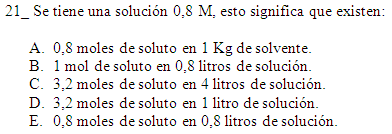 21_ Se tiene una solución 0,8 M, esto significa que existen:
A. 0,8 moles de soluto en 1 Kg de solvente.
B. 1 mol de soluto en 0,8 litros de solución.
C. 3,2 moles de soluto en 4 litros de solución.
D. 3,2 moles de soluto en 1 litro de solución.
E. 0,8 moles de soluto en 0,8 litros de solución.